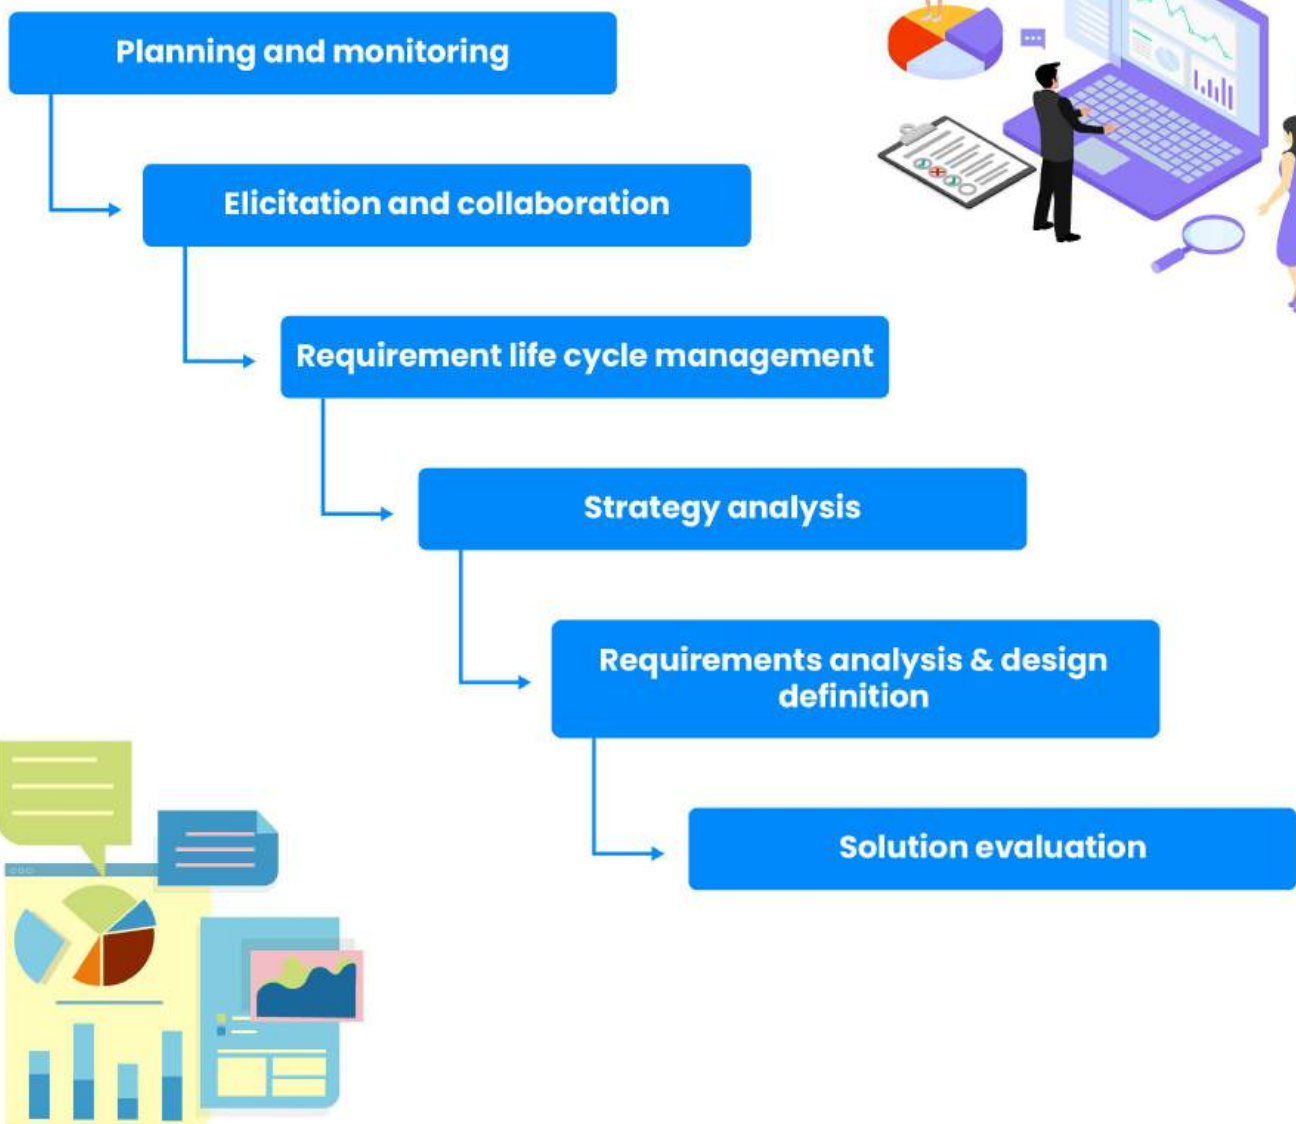 Planning and monitoring
Elicitation and collaboration
Requirement life cycle management
Strategy analysis
Requirements analysis & design
definition
Solution evaluation